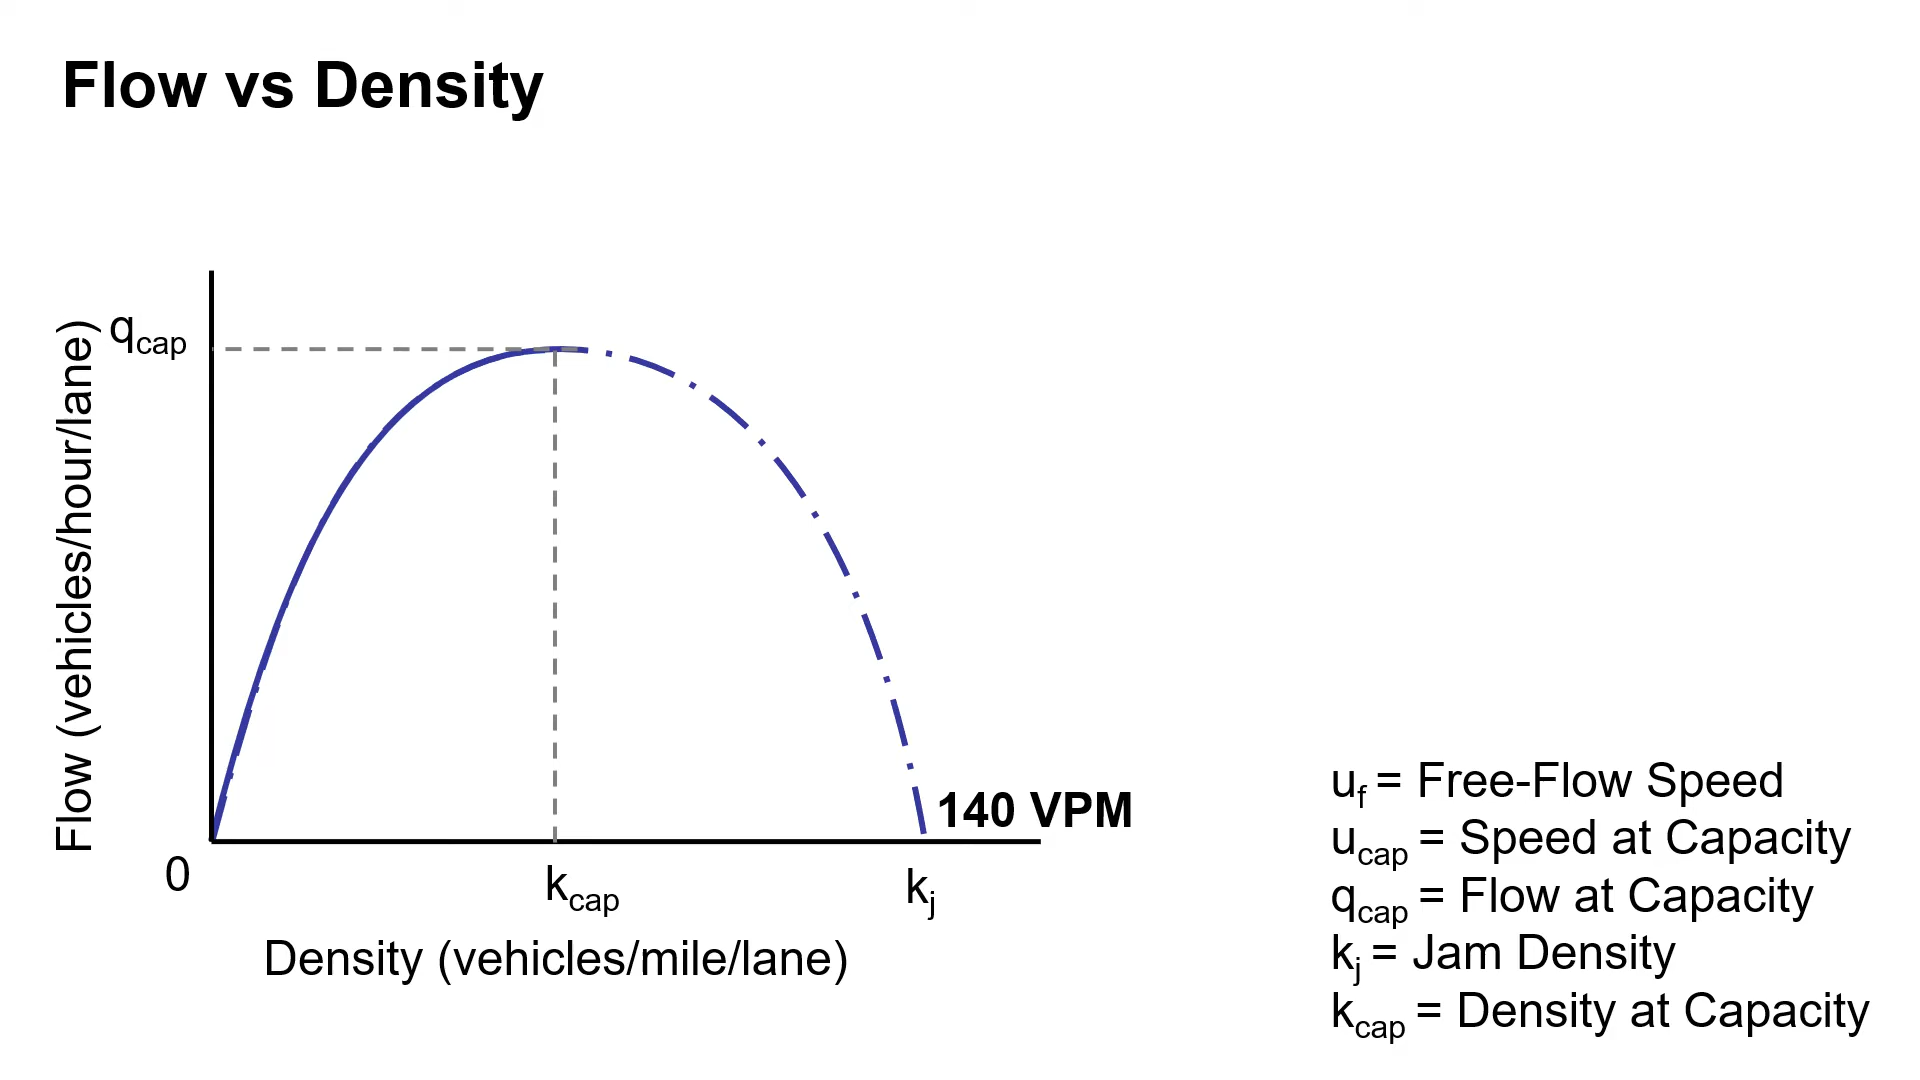 Flow vs Density
q_cap
Flow (vehicles/hour/lane)
140 VPM
0
k_cap
k_j
Density (vehicles/mile/lane)
u_f = Free-Flow Speed
u_cap = Speed at Capacity
q_cap = Flow at Capacity
k_j = Jam Density
k_cap = Density at Capacity